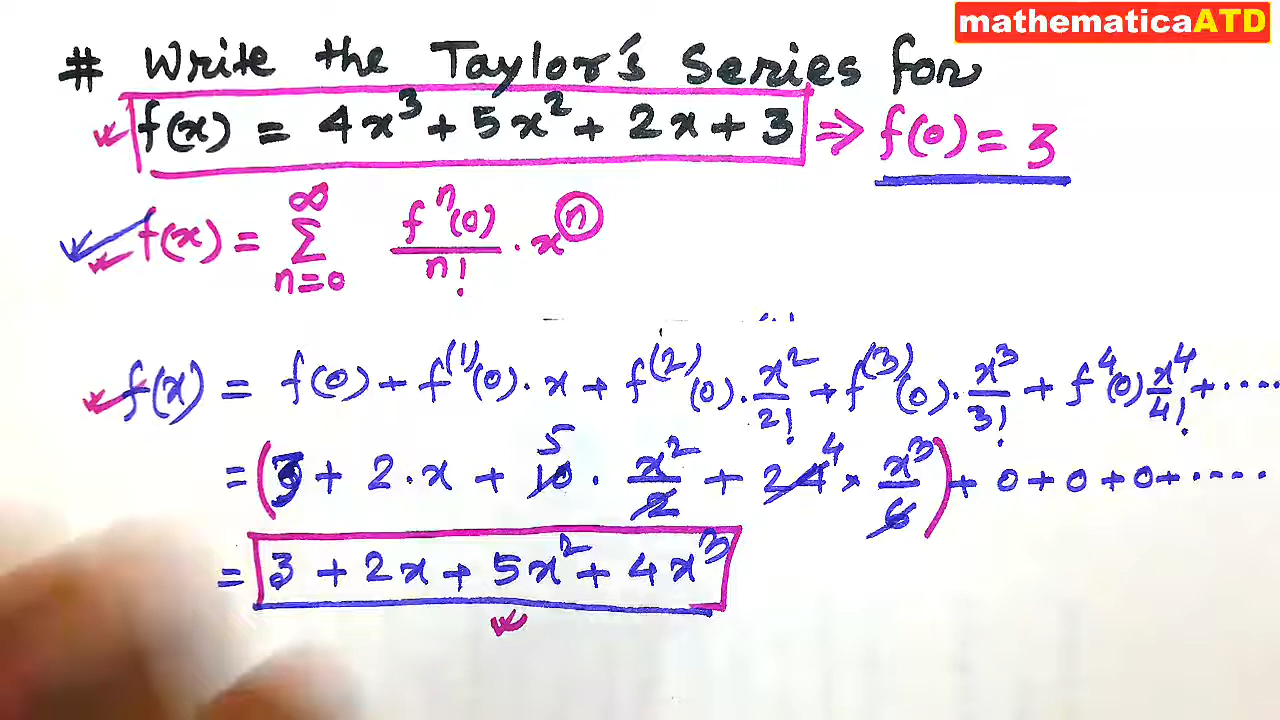 mathematicaATD
# Write the Taylor's Series for
f(x) = 4x³ + 5x² + 2x + 3 ⇒ f(0) = 3
f(x) = ∞ Σ n=0 fⁿ(0)/n! · xⁿ
f(x) = f(0) + f⁽¹⁾(0) · x + f⁽²⁾(0) · x²/2! + f⁽³⁾(0) · x³/3! + f⁴(0) x⁴/4! + .....
= (3 + 2 · x + 10 5 · x²/2 + 24 4 × x³/6) + 0 + 0 + 0 + .....
= 3 + 2x + 5x² + 4x³